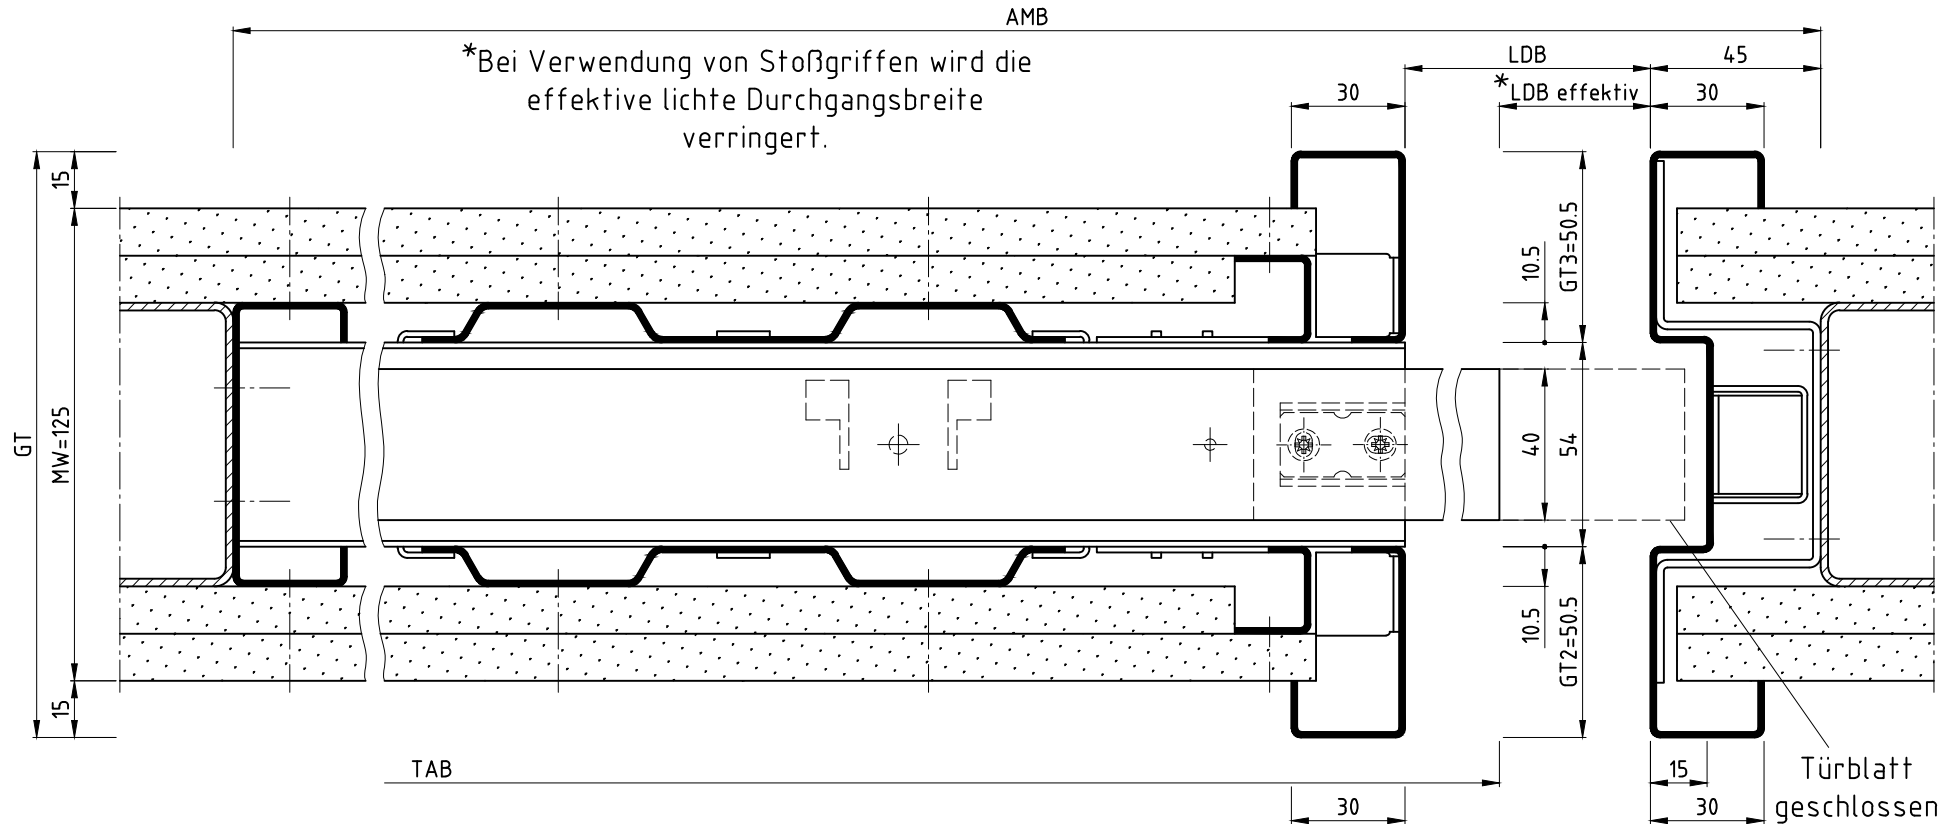 AMB
*Bei Verwendung von Stoßgriffen wird die
effektive lichte Durchgangsbreite
verringert.
LDB
45
*LDB effektiv
30
30
15
GT
MW=125
15
10.5
GT3=50.5
40
54
10.5
GT2=50.5
TAB
30
15
30
Türblatt
geschlossen